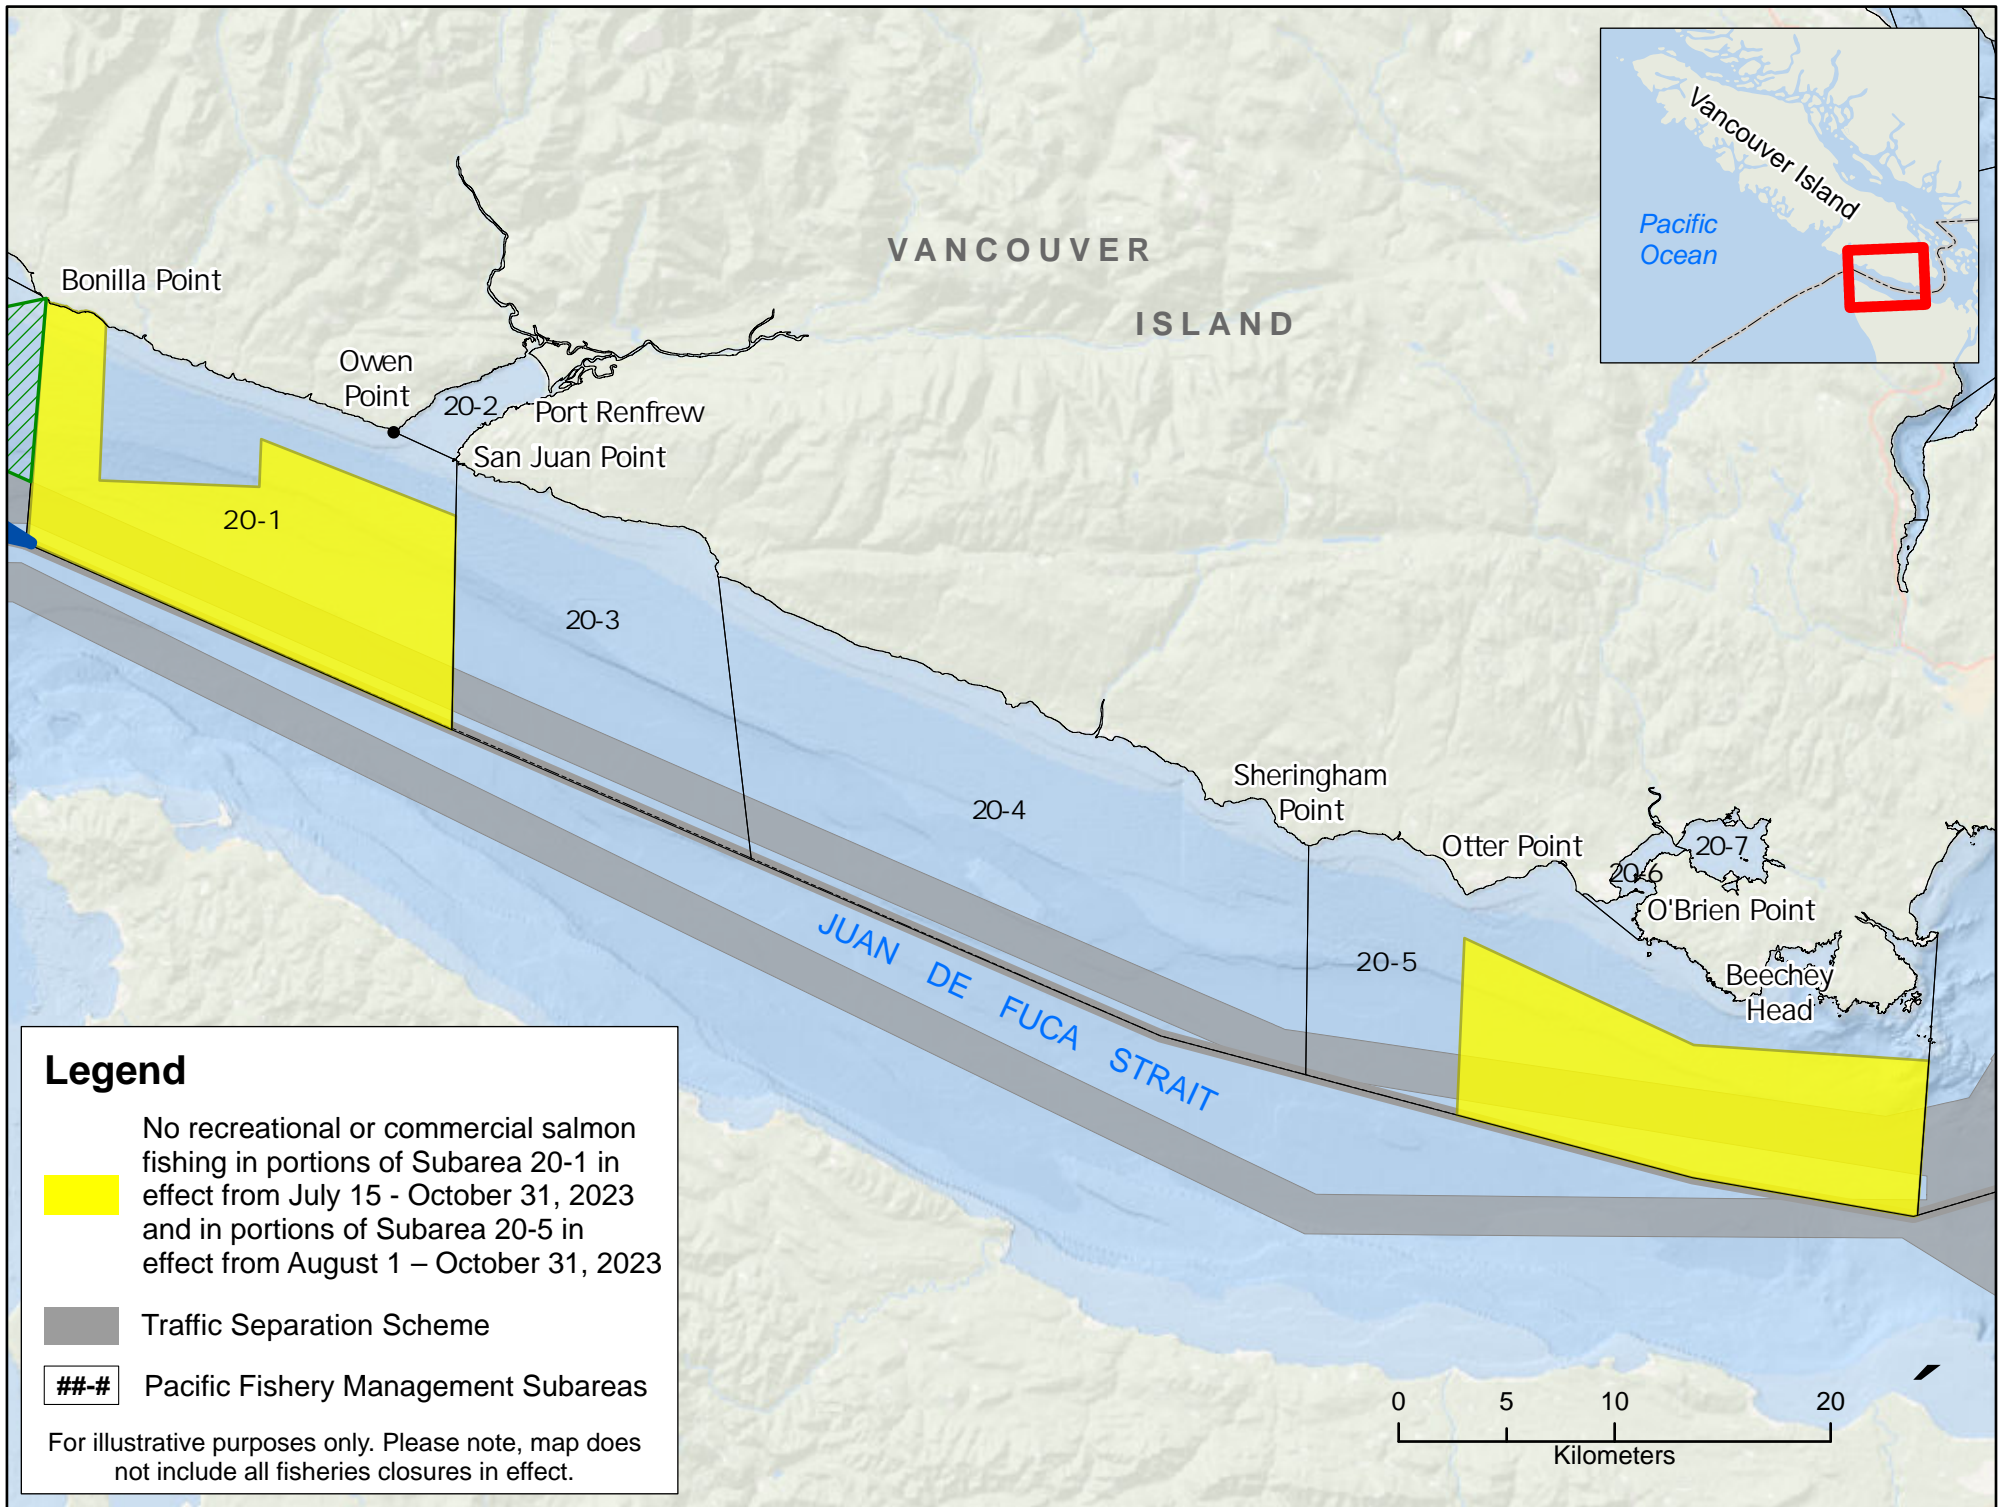 Vancouver Island
Pacific
Ocean
VANCOUVER
ISLAND
Bonilla Point
Owen
Point
20-2
Port Renfrew
San Juan Point
20-1
20-3
20-4
Sheringham
Point
Otter Point
20-7
20-6
O'Brien Point
20-5
Beechey
Head
JUAN DE FUCA STRAIT
Legend
No recreational or commercial salmon
fishing in portions of Subarea 20-1 in
effect from July 15 - October 31, 2023
and in portions of Subarea 20-5 in
effect from August 1 – October 31, 2023
Traffic Separation Scheme
##-# Pacific Fishery Management Subareas
For illustrative purposes only. Please note, map does
not include all fisheries closures in effect.
0 5 10 20
Kilometers